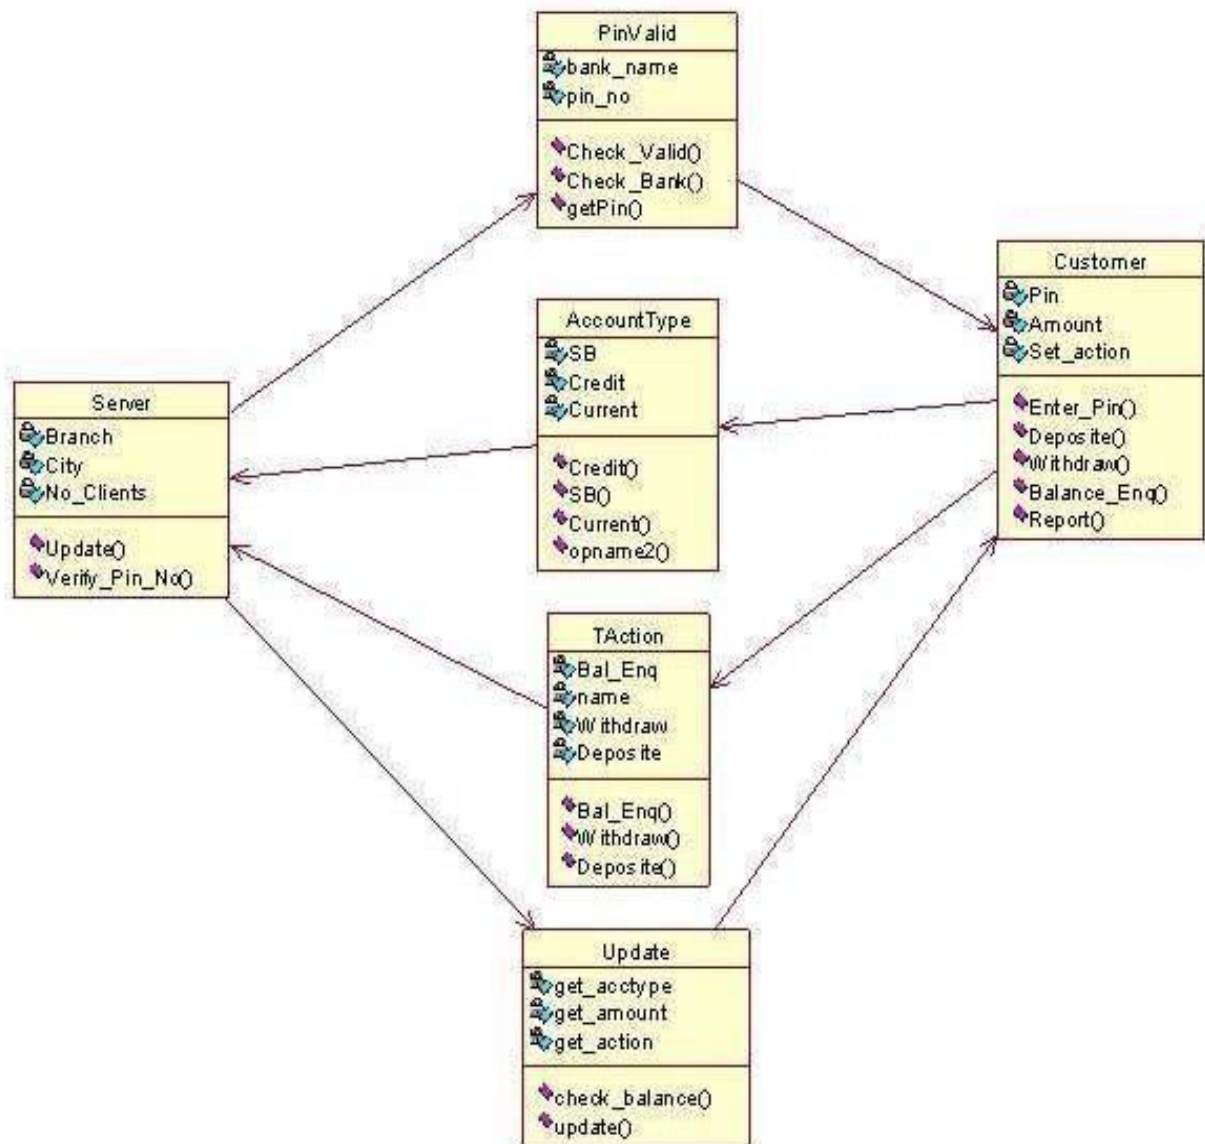 PinValid
bank_name
pin_no
Check_Valid()
Check_Bank()
getPin()
Customer
Pin
Amount
Set_action
Enter_Pin()
Deposite()
Withdraw()
Balance_Enq()
Report()
AccountType
SB
Credit
Current
Credit()
SB()
Current()
opname2()
Server
Branch
City
No_Clients
Update()
Verify_Pin_No()
TAction
Bal_Enq
name
Withdraw
Deposite
Bal_Enq()
Withdraw()
Deposite()
Update
get_acctype
get_amount
get_action
check_balance()
update()